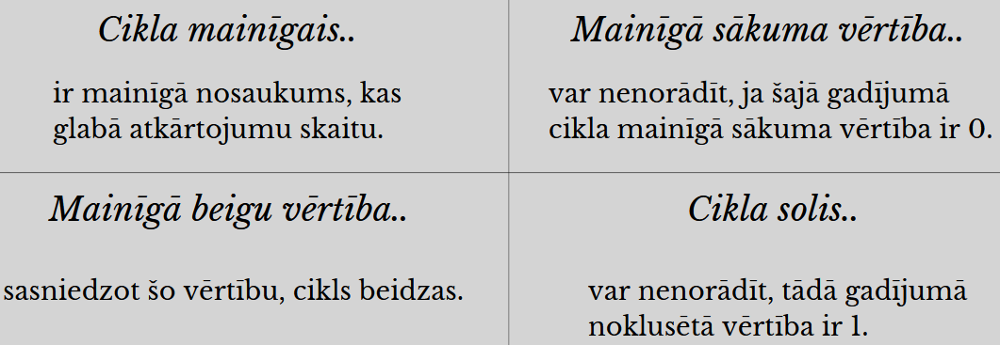 Cikla mainīgais..
ir mainīgā nosaukums, kas
glabā atkārtojumu skaitu.
Mainīgā sākuma vērtība..
var nenorādīt, ja šajā gadījumā
cikla mainīgā sākuma vērtība ir 0.
Mainīgā beigu vērtība..
sasniedzot šo vērtību, cikls beidzas.
Cikla solis..
var nenorādīt, tādā gadījumā
noklusētā vērtība ir 1.